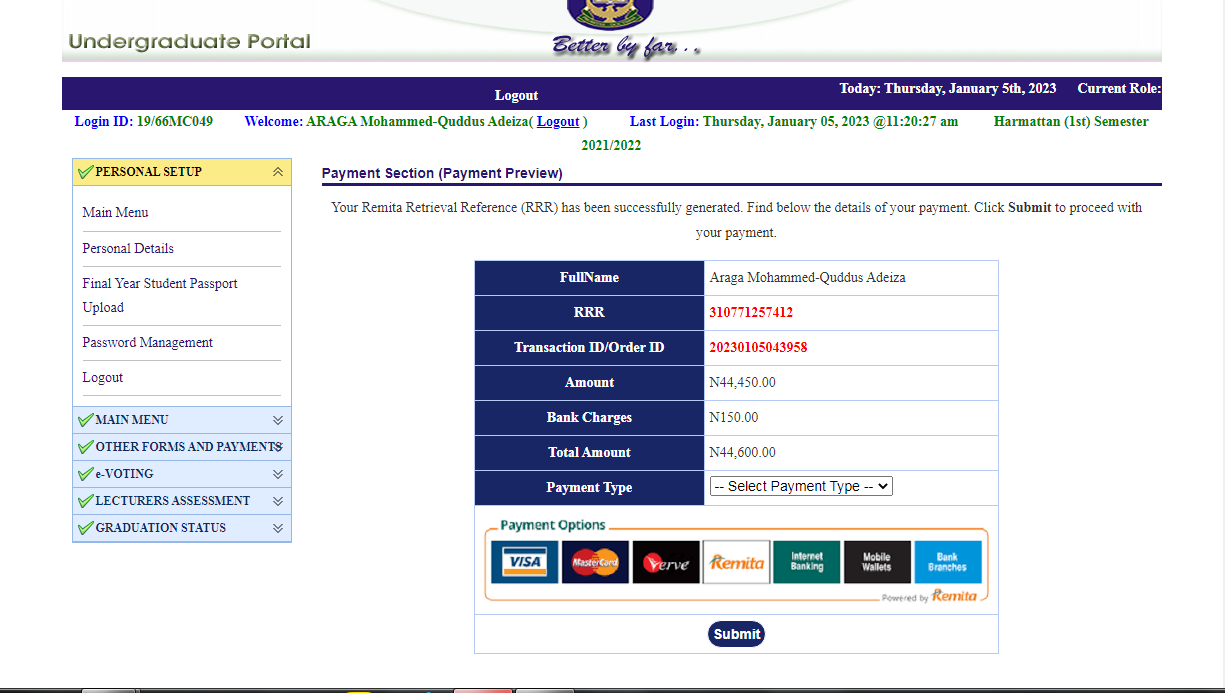 Undergraduate Portal
Better by far. . .
Logout
Today: Thursday, January 5th, 2023 Current Role:
Login ID: 19/66MC049 Welcome: ARAGA Mohammed-Quddus Adeiza( Logout ) Last Login: Thursday, January 05, 2023 @11:20:27 am Harmattan (1st) Semester
2021/2022
PERSONAL SETUP
Main Menu
Personal Details
Final Year Student Passport
Upload
Password Management
Logout
MAIN MENU
OTHER FORMS AND PAYMENTS
e-VOTING
LECTURERS ASSESSMENT
GRADUATION STATUS
Payment Section (Payment Preview)
Your Remita Retrieval Reference (RRR) has been successfully generated. Find below the details of your payment. Click Submit to proceed with
your payment.
FullName Araga Mohammed-Quddus Adeiza
RRR 310771257412
Transaction ID/Order ID 20230105043958
Amount N44,450.00
Bank Charges N150.00
Total Amount N44,600.00
Payment Type -- Select Payment Type --
Payment Options
VISA MasterCard Verve Remita Internet Banking Mobile Wallets Bank Branches
Powered by Remita
Submit